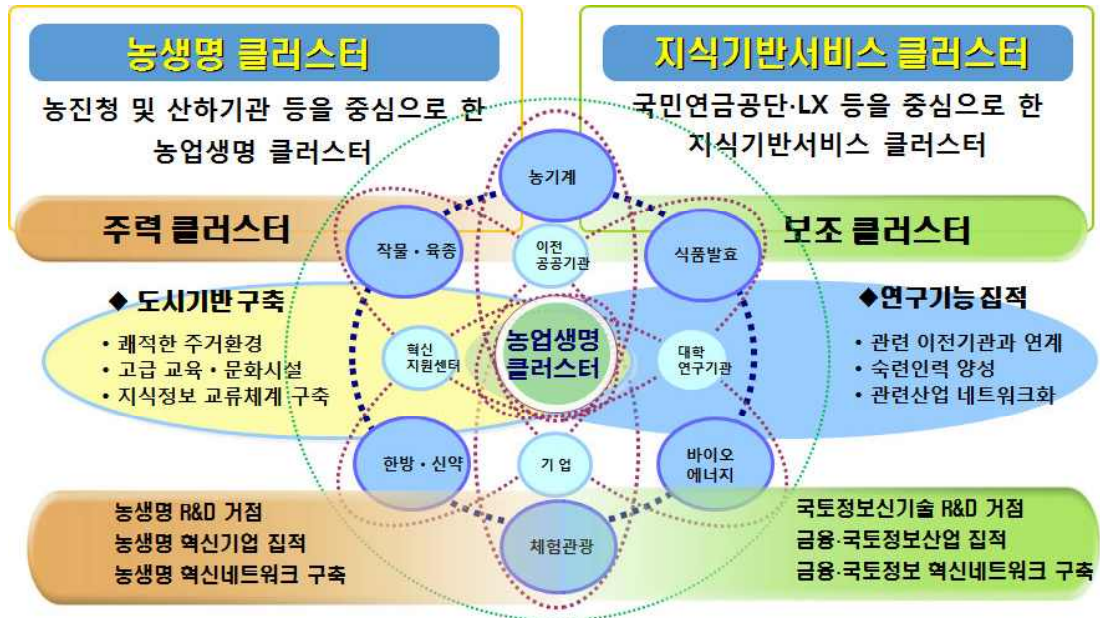 농생명 클러스터
농진청 및 산하기관 등을 중심으로 한
농업생명 클러스터
지식기반서비스 클러스터
국민연금공단·LX 등을 중심으로 한
지식기반서비스 클러스터
주력 클러스터
보조 클러스터
농기계
작물·육종
이전
공공기관
식품발효
◆ 도시기반 구축
• 쾌적한 주거환경
• 고급 교육·문화시설
• 지식정보 교류체계 구축
혁신
지원센터
농업생명
클러스터
대학
연구기관
◆연구기능 집적
• 관련 이전기관과 연계
• 숙련인력 양성
• 관련산업 네트워크화
한방·신약
기 업
바이오
에너지
체험관광
농생명 R&D 거점
농생명 혁신기업 집적
농생명 혁신네트워크 구축
국토정보신기술 R&D 거점
금융·국토정보산업 집적
금융·국토정보 혁신네트워크 구축